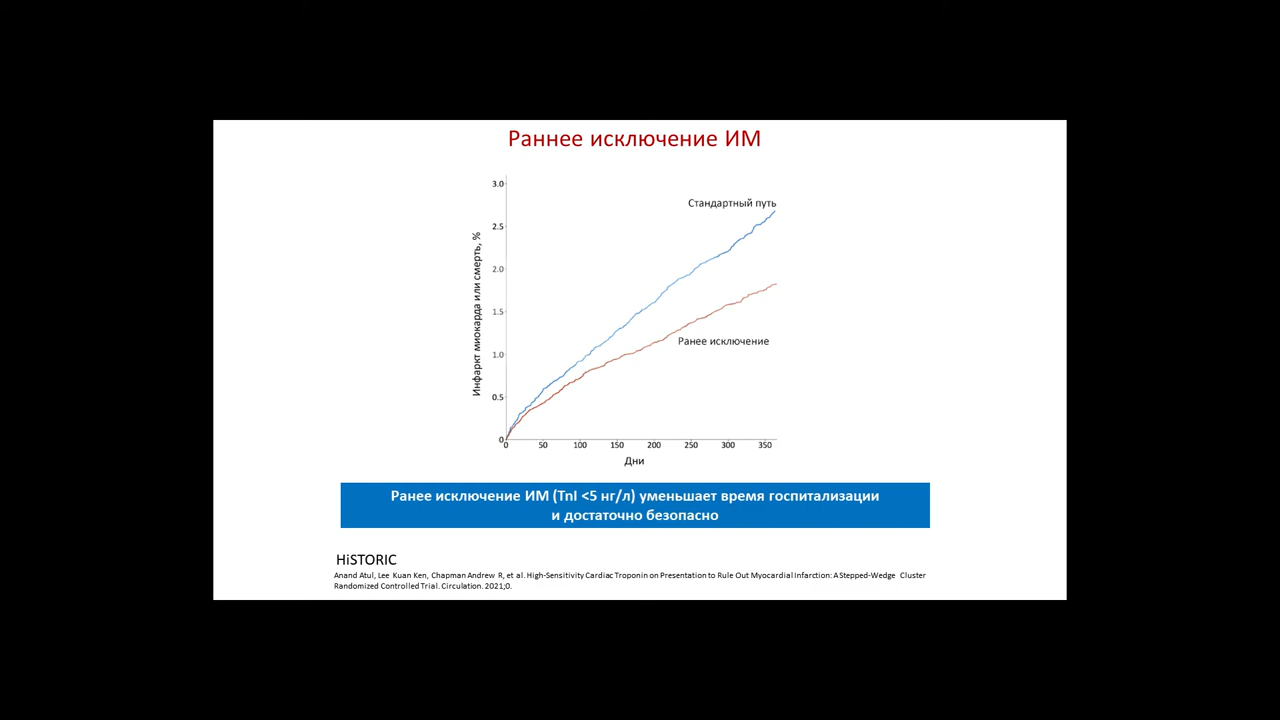 Раннее исключение ИМ
3.0
2.5
2.0
1.5
1.0
0.5
0
Инфаркт миокарда или смерть, %
Стандартный путь
Ранее исключение
0 50 100 150 200 250 300 350
Дни
Ранее исключение ИМ (TnI <5 нг/л) уменьшает время госпитализации
и достаточно безопасно
HiSTORIC
Anand Atul, Lee Kuan Ken, Chapman Andrew R, et al. High-Sensitivity Cardiac Troponin on Presentation to Rule Out Myocardial Infarction: A Stepped-Wedge Cluster
Randomized Controlled Trial. Circulation. 2021;0.